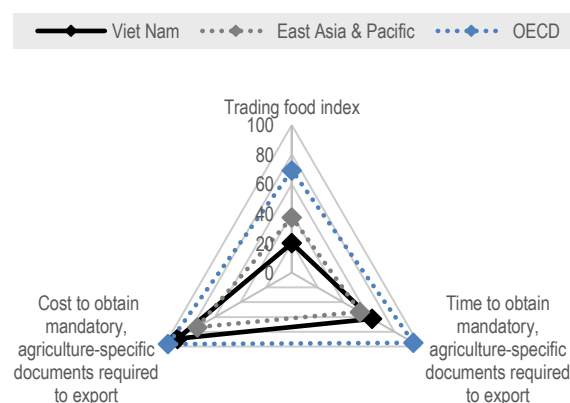 Viet Nam East Asia & Pacific OECD
Trading food index
100
80
60
40
20
0
Cost to obtain
mandatory,
agriculture-specific
documents required
to export
Time to obtain
mandatory,
agriculture-specific
documents required
to export